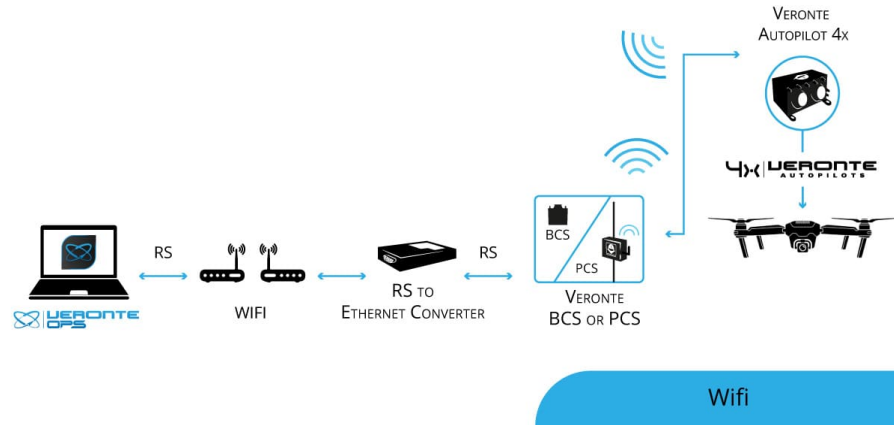 VERONTE
AUTOPILOT 4X
4X VERONTE
AUTOPILOTS
BCS
PCS
RS
RS
VERONTE
OPS
WIFI
RS TO
ETHERNET CONVERTER
VERONTE
BCS OR PCS
Wifi